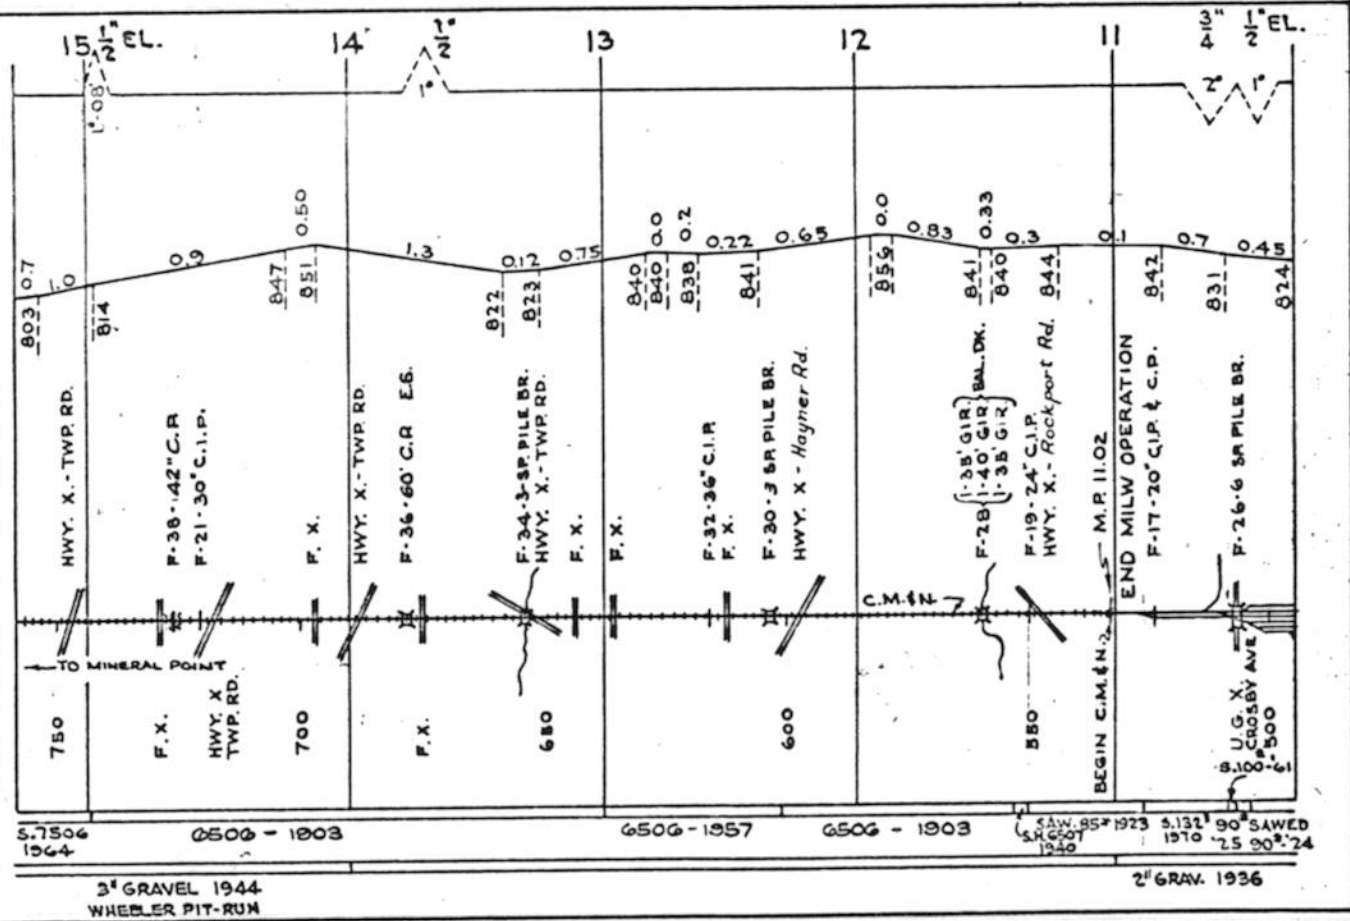 15 1/2" EL.
14
1/2"
13
12
11
3/4" 1/2" EL.
1°-08'
1°
2° 1°
0.7
1.0
0.9
0.50
1.3
0.12
0.75
0.0
0.2
0.22
0.65
0.0
0.83
0.33
0.3
0.1
0.7
0.45
803
814
847
851
822
823
840
840
838
841
856
841
840
844
842
831
824
HWY. X.- TWP. RD.
F-38-42" C.P.
F-21-30" C.I.P.
F. X.
HWY. X.- TWP. RD.
F-36-60' C.P. EB.
F-34-3-SP. PILE BR.
HWY. X.- TWP. RD.
F. X.
F. X.
F-32-36" C.I.P.
F. X.
F-30-3 SP. PILE BR.
HWY. X - Hayner Rd.
F-28
1-35' GIR.
1-40' GIR.
1-35' GIR.
BAL. DK.
F-19-24" C.I.P.
HWY. X.- Rockport Rd.
M.P. 11.02
END MILW OPERATION
F-17-20" C.I.P. & C.P.
F-26-6 SP. PILE BR.
C.M.&N.
TO MINERAL POINT
750
F. X.
HWY. X
TWP. RD.
700
F. X.
650
600
550
BEGIN C.M.&N.
U.G. X.
CROSBY AVE
500
S.100#-61
S.7506
1964
6506 - 1903
6506 - 1957
6506 - 1903
SAW. 85# 1923
S.H.6507
1940
S.132#
1970
90# SAWED
'25 90#-'24
3" GRAVEL 1944
WHEELER PIT-RUN
2" GRAV. 1936